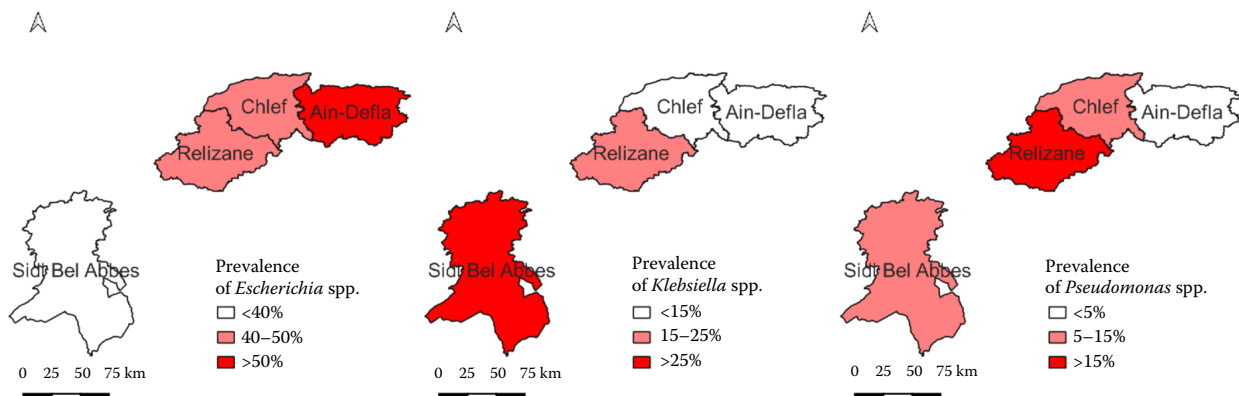 Chlef
Ain-Defla
Relizane
Sidi Bel Abbes
Prevalence
of Escherichia spp.
<40%
40–50%
>50%
0 25 50 75 km
Chlef
Ain-Defla
Relizane
Sidi Bel Abbes
Prevalence
of Klebsiella spp.
<15%
15–25%
>25%
0 25 50 75 km
Chlef
Ain-Defla
Relizane
Sidi Bel Abbes
Prevalence
of Pseudomonas spp.
<5%
5–15%
>15%
0 25 50 75 km